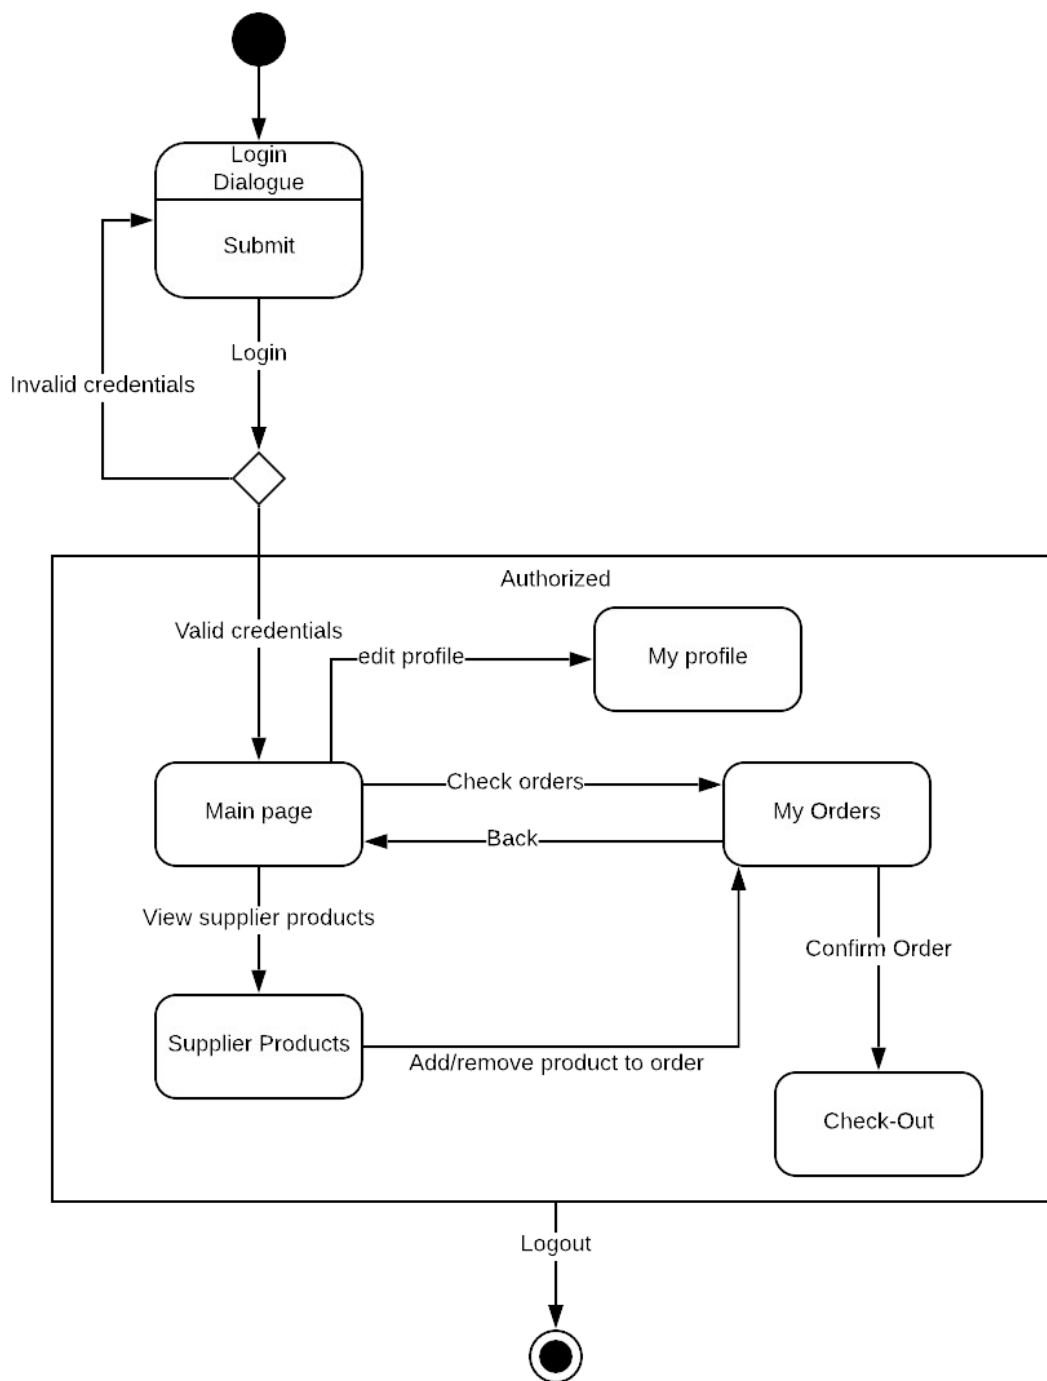 Login
Dialogue
Submit
Login
Invalid credentials
Authorized
Valid credentials
edit profile
My profile
Main page
Check orders
My Orders
Back
View supplier products
Confirm Order
Supplier Products
Add/remove product to order
Check-Out
Logout